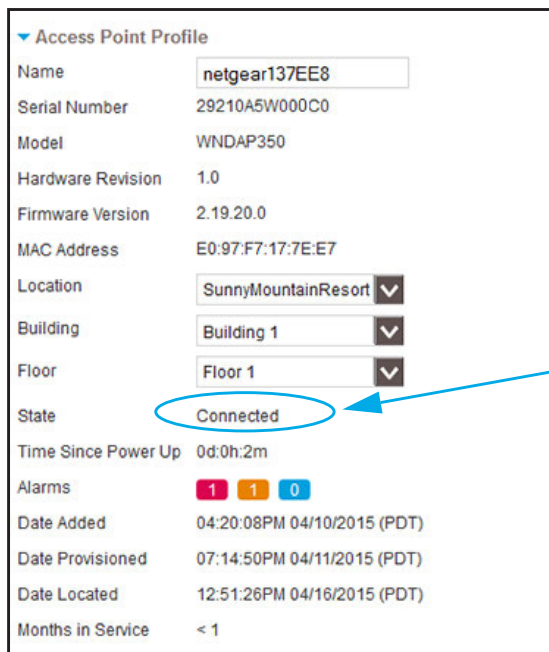 Access Point Profile
Name netgear137EE8
Serial Number 29210A5W000C0
Model WNDAP350
Hardware Revision 1.0
Firmware Version 2.19.20.0
MAC Address E0:97:F7:17:7E:E7
Location SunnyMountainResort
Building Building 1
Floor Floor 1
State Connected
Time Since Power Up 0d:0h:2m
Alarms 1 1 0
Date Added 04:20:08PM 04/10/2015 (PDT)
Date Provisioned 07:14:50PM 04/11/2015 (PDT)
Date Located 12:51:26PM 04/16/2015 (PDT)
Months in Service < 1